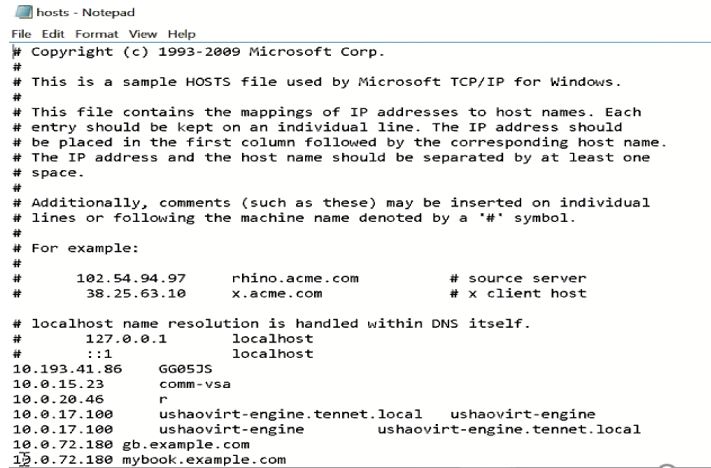 hosts - Notepad
File Edit Format View Help
# Copyright (c) 1993-2009 Microsoft Corp.
#
# This is a sample HOSTS file used by Microsoft TCP/IP for Windows.
#
# This file contains the mappings of IP addresses to host names. Each
# entry should be kept on an individual line. The IP address should
# be placed in the first column followed by the corresponding host name.
# The IP address and the host name should be separated by at least one
# space.
#
# Additionally, comments (such as these) may be inserted on individual
# lines or following the machine name denoted by a '#' symbol.
#
# For example:
#
# 102.54.94.97 rhino.acme.com # source server
# 38.25.63.10 x.acme.com # x client host

# localhost name resolution is handled within DNS itself.
# 127.0.0.1 localhost
# ::1 localhost
10.193.41.86 GG05JS
10.0.15.23 comm-vsa
10.0.20.46 r
10.0.17.100 ushaovirt-engine.tennet.local ushaovirt-engine
10.0.17.100 ushaovirt-engine ushaovirt-engine.tennet.local
10.0.72.180 gb.example.com
10.0.72.180 mybook.example.com